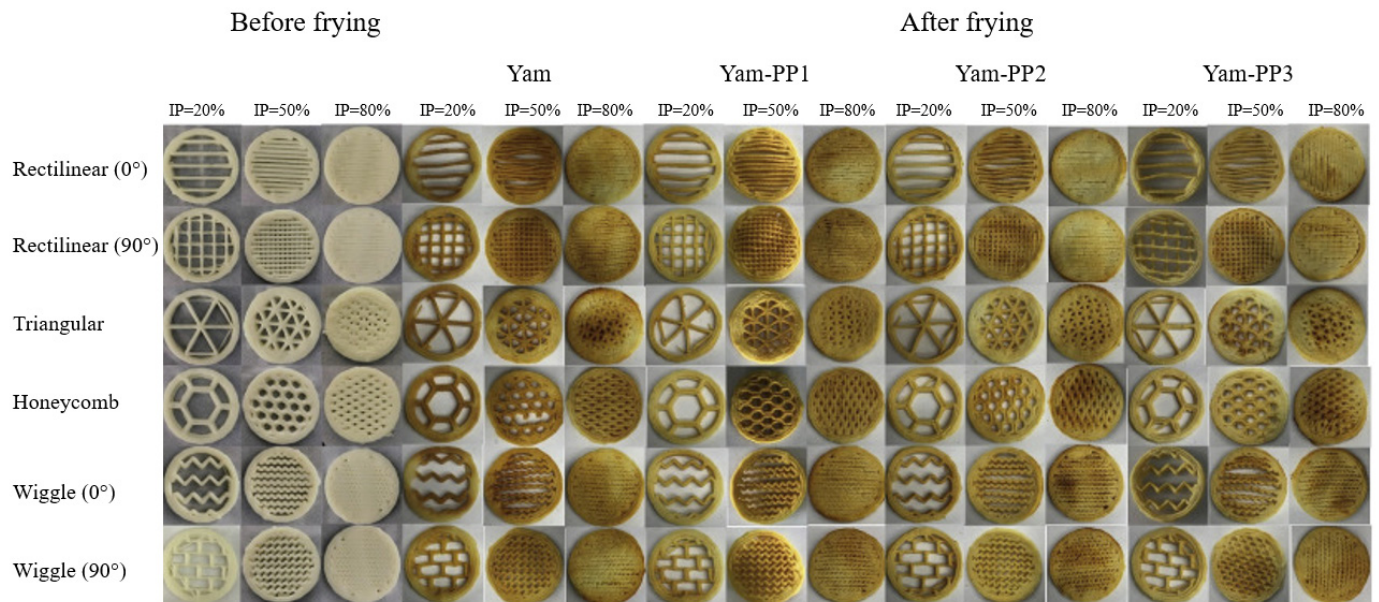 Before frying After frying
Yam Yam-PP1 Yam-PP2 Yam-PP3
IP=20% IP=50% IP=80% IP=20% IP=50% IP=80% IP=20% IP=50% IP=80% IP=20% IP=50% IP=80% IP=20% IP=50% IP=80%
Rectilinear (0°)
Rectilinear (90°)
Triangular
Honeycomb
Wiggle (0°)
Wiggle (90°)